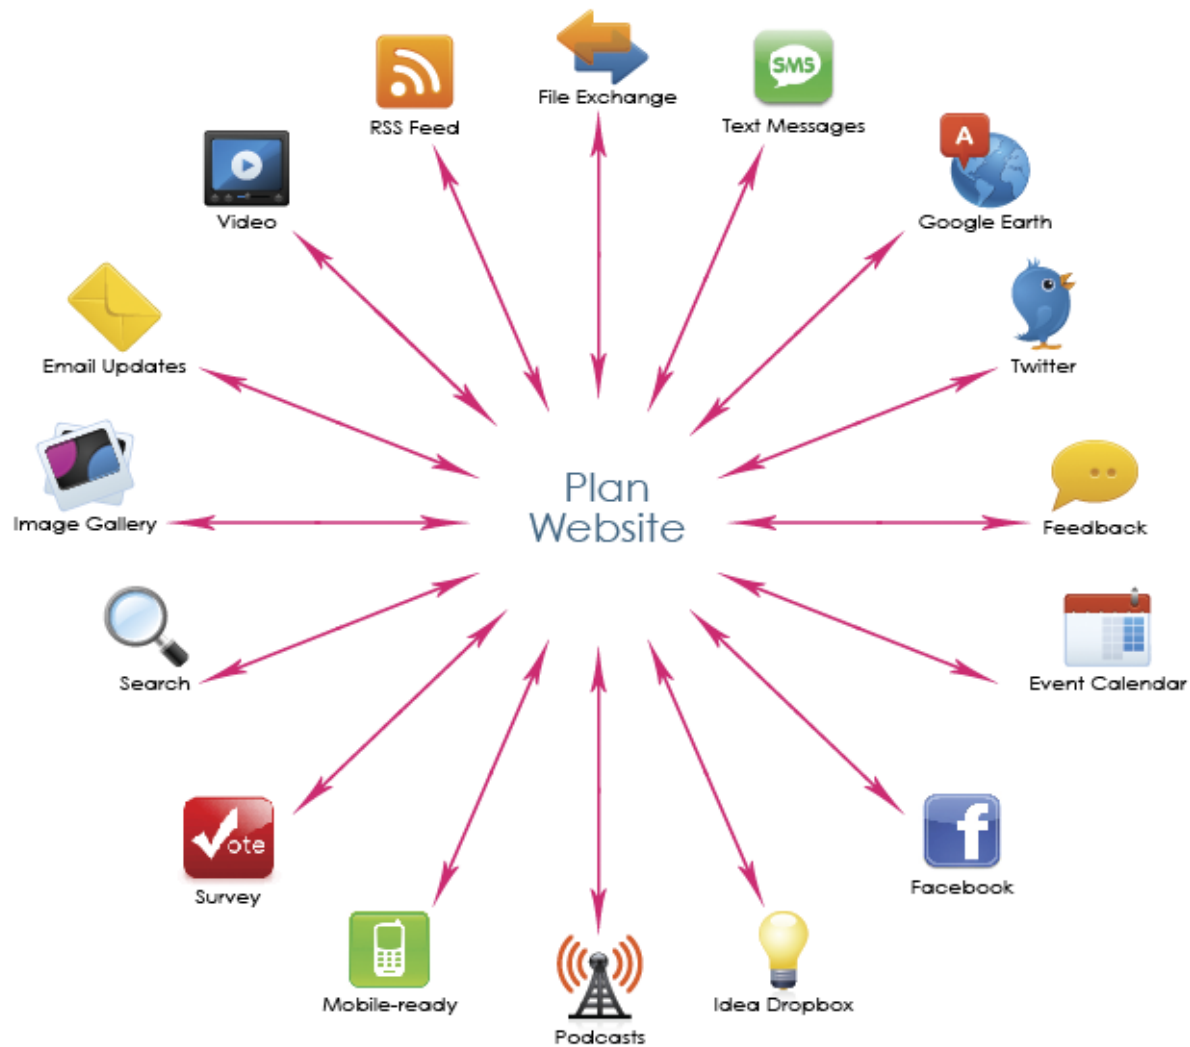 File Exchange
SMS
Text Messages
RSS Feed
A
Google Earth
Video
Twitter
Email Updates
Feedback
Image Gallery
Plan
Website
Event Calendar
Search
f
Facebook
Vote
Survey
Idea Dropbox
Mobile-ready
Podcasts